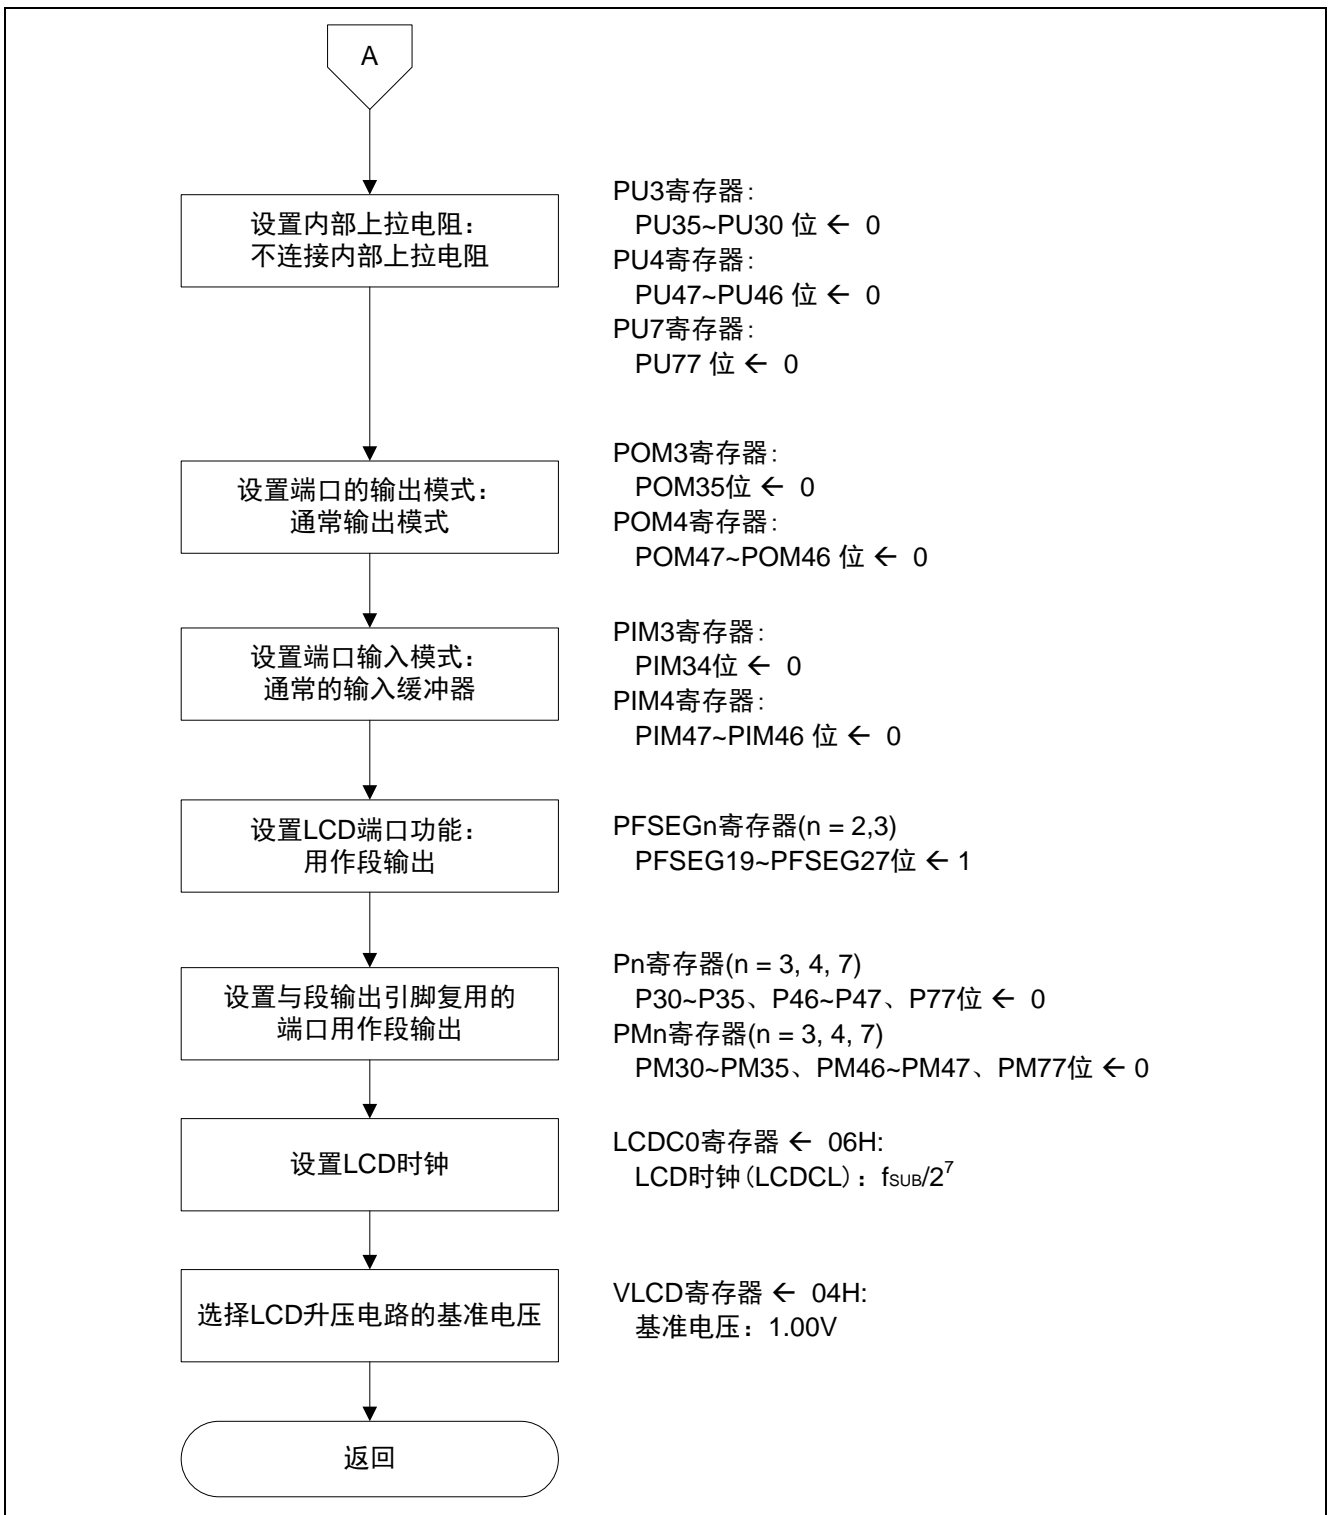 A
设置内部上拉电阻：
不连接内部上拉电阻
PU3寄存器：
PU35~PU30 位 ← 0
PU4寄存器：
PU47~PU46 位 ← 0
PU7寄存器：
PU77 位 ← 0
设置端口的输出模式：
通常输出模式
POM3寄存器：
POM35位 ← 0
POM4寄存器：
POM47~POM46 位 ← 0
设置端口输入模式：
通常的输入缓冲器
PIM3寄存器：
PIM34位 ← 0
PIM4寄存器：
PIM47~PIM46 位 ← 0
设置LCD端口功能：
用作段输出
PFSEGn寄存器(n = 2,3)
PFSEG19~PFSEG27位 ← 1
设置与段输出引脚复用的
端口用作段输出
Pn寄存器(n = 3, 4, 7)
P30~P35、P46~P47、P77位 ← 0
PMn寄存器(n = 3, 4, 7)
PM30~PM35、PM46~PM47、PM77位 ← 0
设置LCD时钟
LCDC0寄存器 ← 06H:
LCD时钟（LCDCL）：fSUB/2^7
选择LCD升压电路的基准电压
VLCD寄存器 ← 04H:
基准电压：1.00V
返回